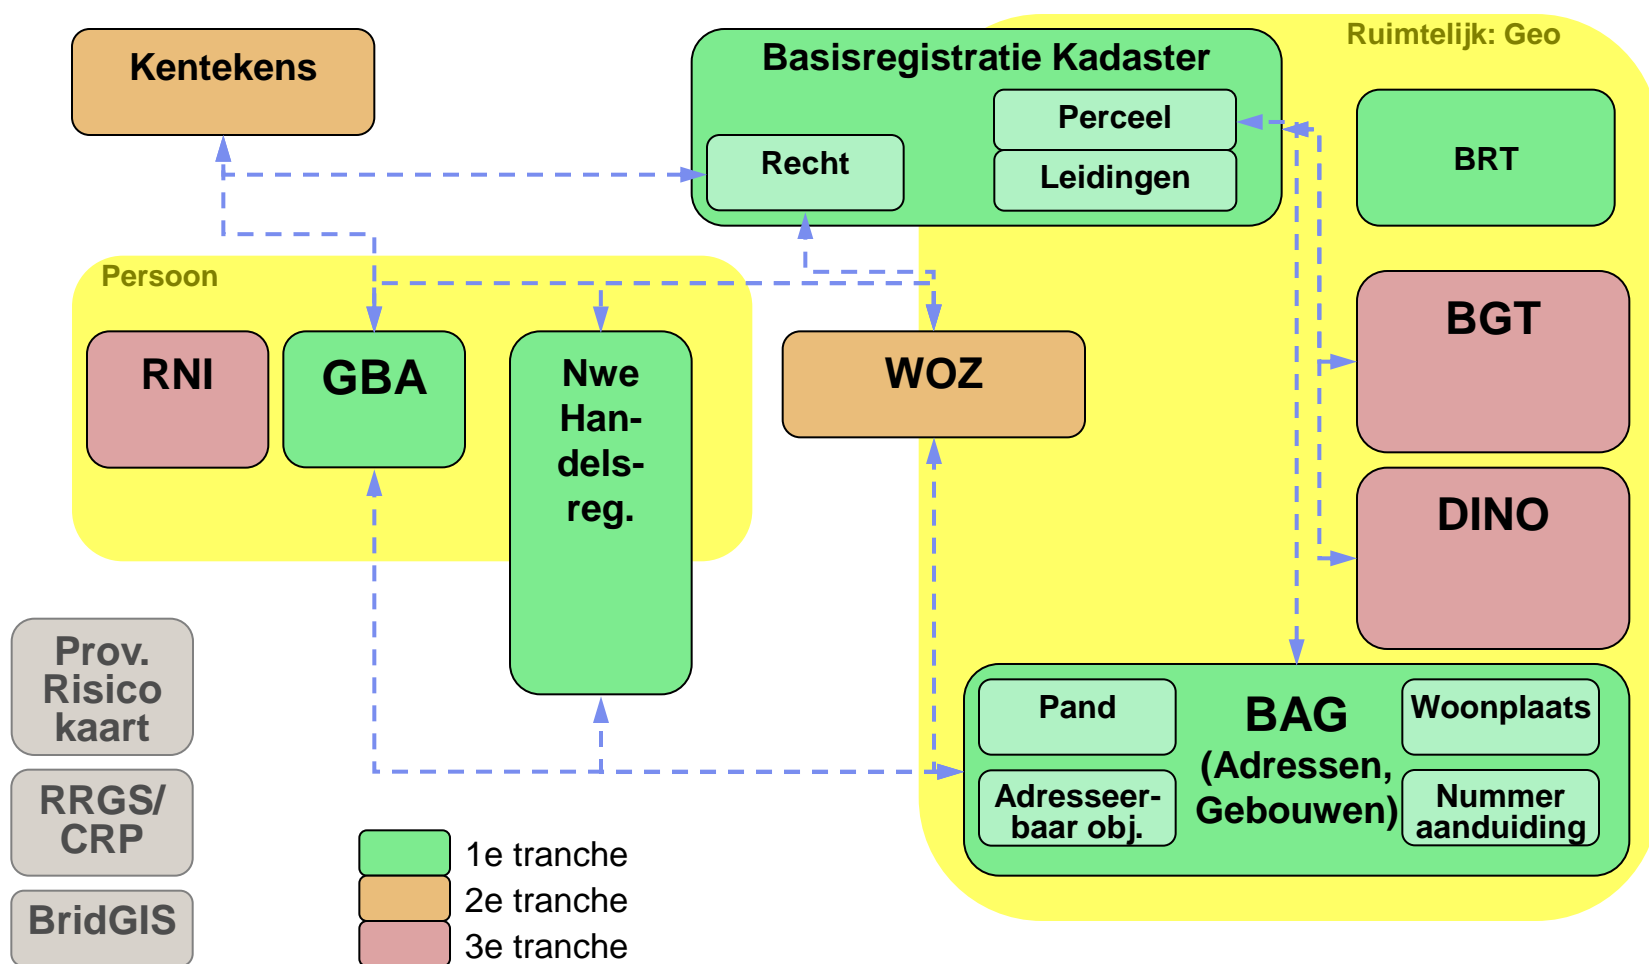 Kentekens
Basisregistratie Kadaster
Perceel
Recht
Leidingen
Ruimtelijk: Geo
BRT
Persoon
RNI
GBA
Nwe
Han-
dels-
reg.
WOZ
BGT
DINO
Prov.
Risico
kaart
RRGS/
CRP
BridGIS
Pand
BAG
(Adressen,
Gebouwen)
Woonplaats
Adresseer-
baar obj.
Nummer
aanduiding
1e tranche
2e tranche
3e tranche